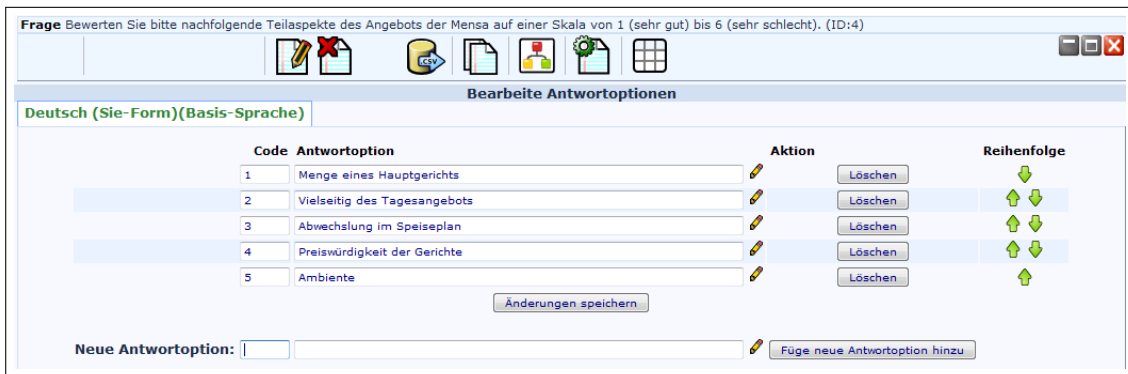 Frage Bewerten Sie bitte nachfolgende Teilaspekte des Angebots der Mensa auf einer Skala von 1 (sehr gut) bis 6 (sehr schlecht). (ID:4)
.CSV
Bearbeite Antwortoptionen
Deutsch (Sie-Form)(Basis-Sprache)
Code Antwortoption Aktion Reihenfolge
1 Menge eines Hauptgerichts Löschen
2 Vielseitig des Tagesangebots Löschen
3 Abwechslung im Speiseplan Löschen
4 Preiswürdigkeit der Gerichte Löschen
5 Ambiente Löschen
Änderungen speichern
Neue Antwortoption: Füge neue Antwortoption hinzu